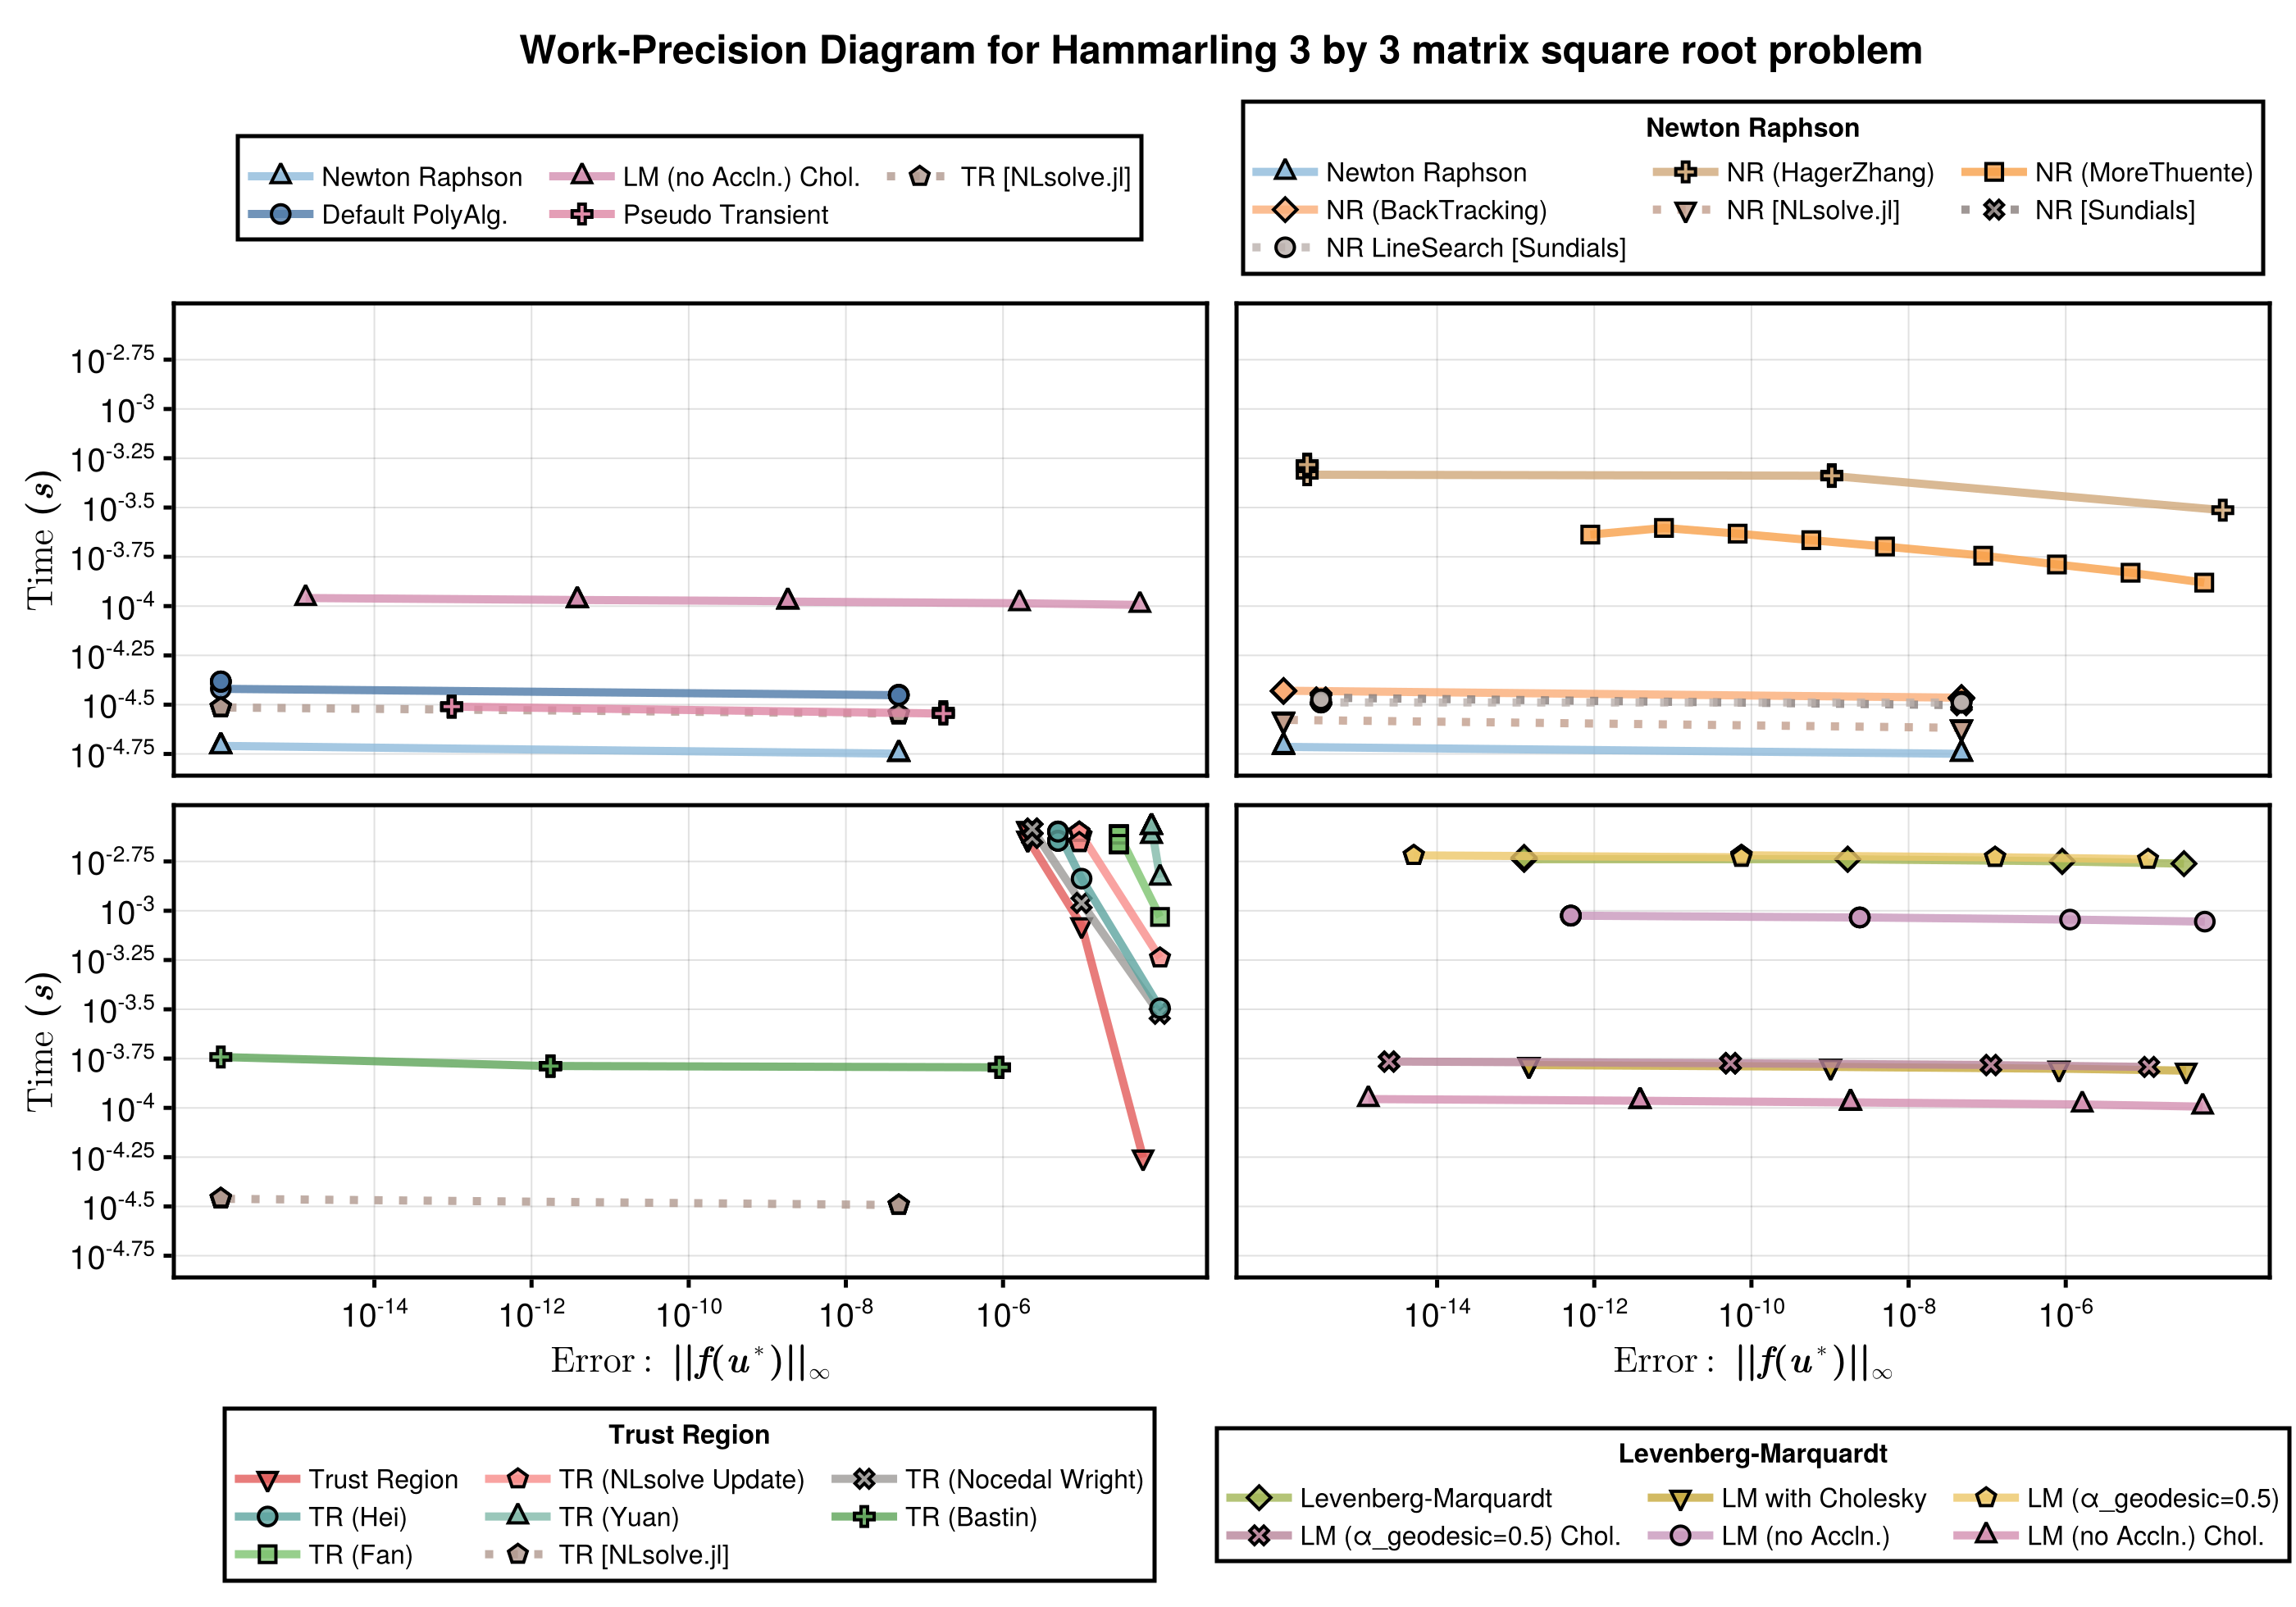 Work-Precision Diagram for Hammarling 3 by 3 matrix square root problem
Newton Raphson LM (no Accln.) Chol. TR [NLsolve.jl]
Default PolyAlg. Pseudo Transient
Newton Raphson
Newton Raphson NR (HagerZhang) NR (MoreThuente)
NR (BackTracking) NR [NLsolve.jl] NR [Sundials]
NR LineSearch [Sundials]
Time (s)
10^-2.75
10^-3
10^-3.25
10^-3.5
10^-3.75
10^-4
10^-4.25
10^-4.5
10^-4.75
Time (s)
10^-2.75
10^-3
10^-3.25
10^-3.5
10^-3.75
10^-4
10^-4.25
10^-4.5
10^-4.75
10^-14 10^-12 10^-10 10^-8 10^-6
10^-14 10^-12 10^-10 10^-8 10^-6
Error: ||f(u*)||∞
Error: ||f(u*)||∞
Trust Region
Trust Region TR (NLsolve Update) TR (Nocedal Wright)
TR (Hei) TR (Yuan) TR (Bastin)
TR (Fan) TR [NLsolve.jl]
Levenberg-Marquardt
Levenberg-Marquardt LM with Cholesky LM (α_geodesic=0.5)
LM (α_geodesic=0.5) Chol. LM (no Accln.) LM (no Accln.) Chol.